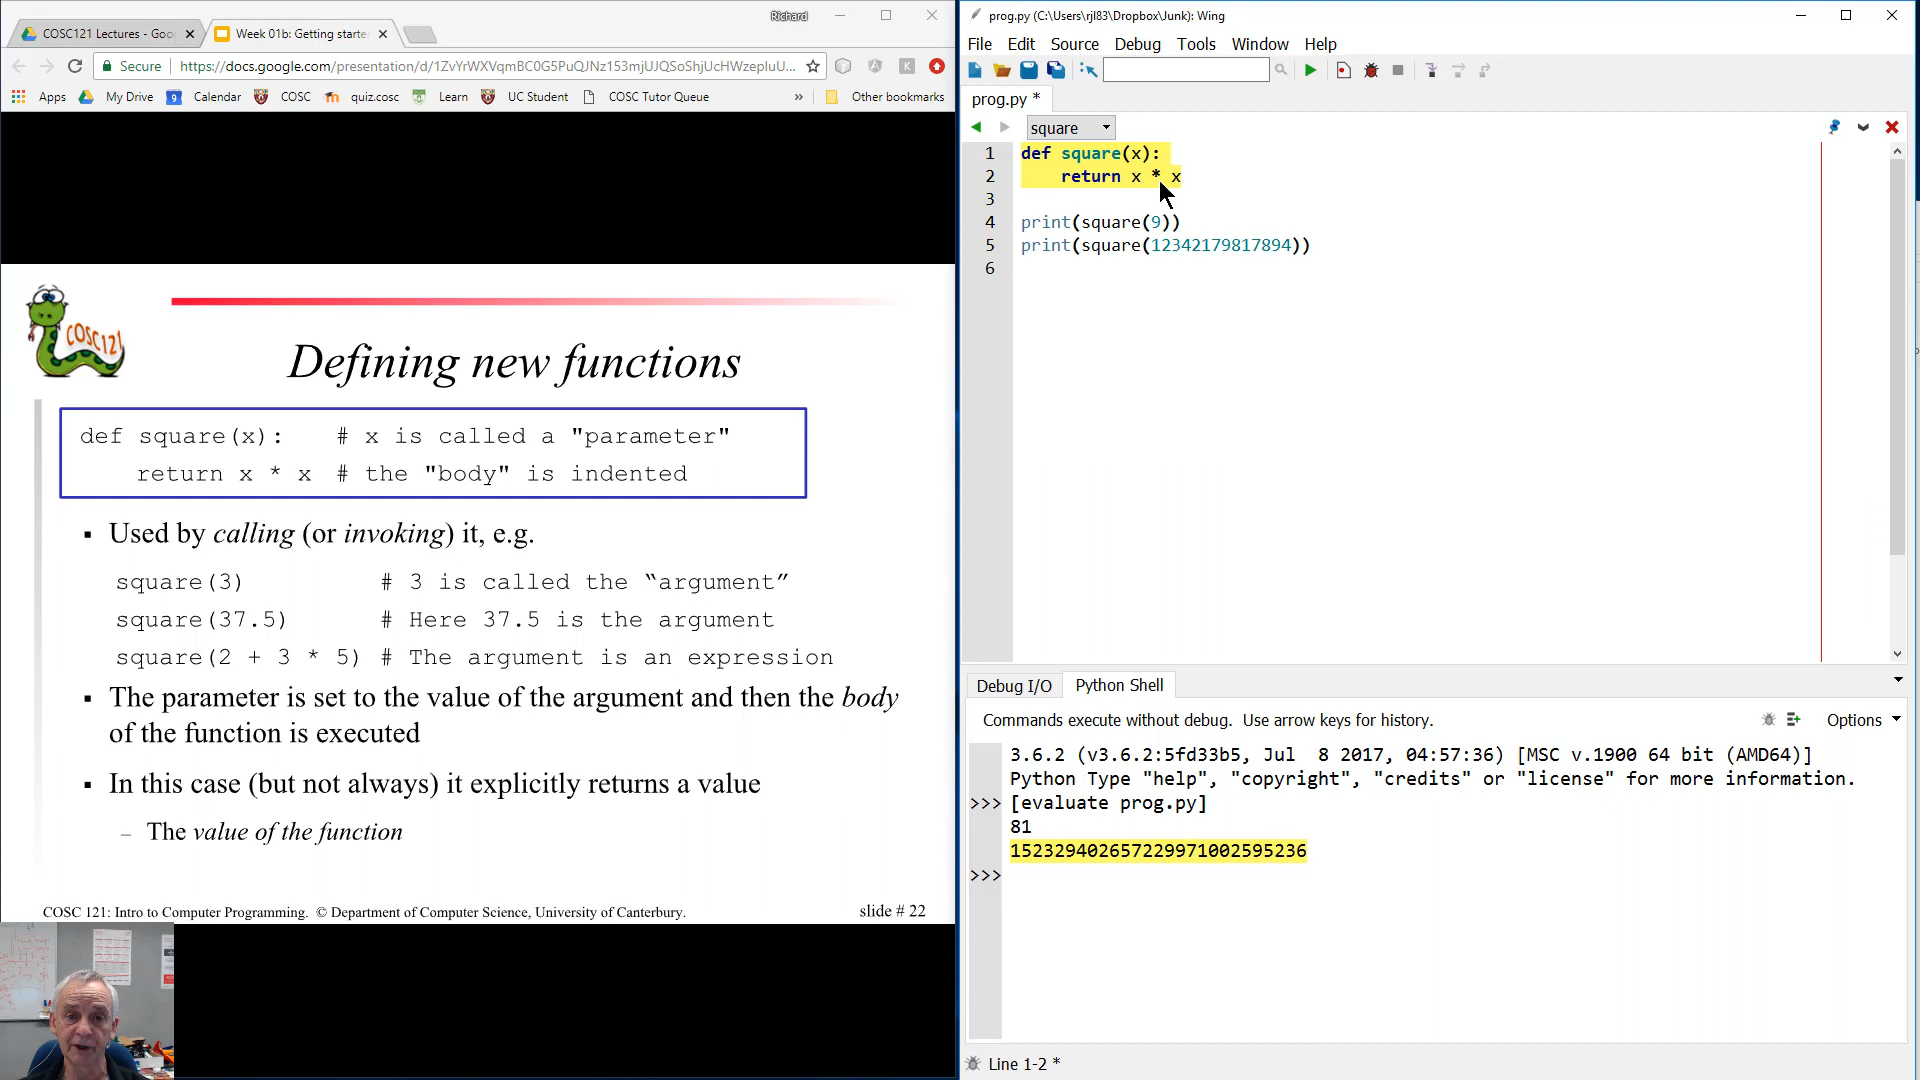 Richard
COSC121 Lectures - Goo
Week 01b: Getting starte
Secure
https://docs.google.com/presentation/d/1ZvYrWXVqmBC0G5PuQJNz153mjUJQSoShjUcHWzepIuU...
Apps
My Drive
9
Calendar
COSC
quiz.cosc
Learn
UC Student
COSC Tutor Queue
»
Other bookmarks
COSC121
Defining new functions
def square(x): # x is called a "parameter"
return x * x # the "body" is indented
▪ Used by calling (or invoking) it, e.g.
square(3) # 3 is called the “argument”
square(37.5) # Here 37.5 is the argument
square(2 + 3 * 5) # The argument is an expression
▪ The parameter is set to the value of the argument and then the body
of the function is executed
▪ In this case (but not always) it explicitly returns a value
– The value of the function
COSC 121: Intro to Computer Programming. © Department of Computer Science, University of Canterbury.
slide # 22
prog.py (C:\Users\rjl83\Dropbox\Junk): Wing
File Edit Source Debug Tools Window Help
prog.py *
square
1 def square(x):
2 return x * x
3
4 print(square(9))
5 print(square(12342179817894))
6
Debug I/O Python Shell
Commands execute without debug. Use arrow keys for history.
Options
3.6.2 (v3.6.2:5fd33b5, Jul 8 2017, 04:57:36) [MSC v.1900 64 bit (AMD64)]
Python Type "help", "copyright", "credits" or "license" for more information.
>>> [evaluate prog.py]
81
152329402657229971002595236
>>>
Line 1-2 *